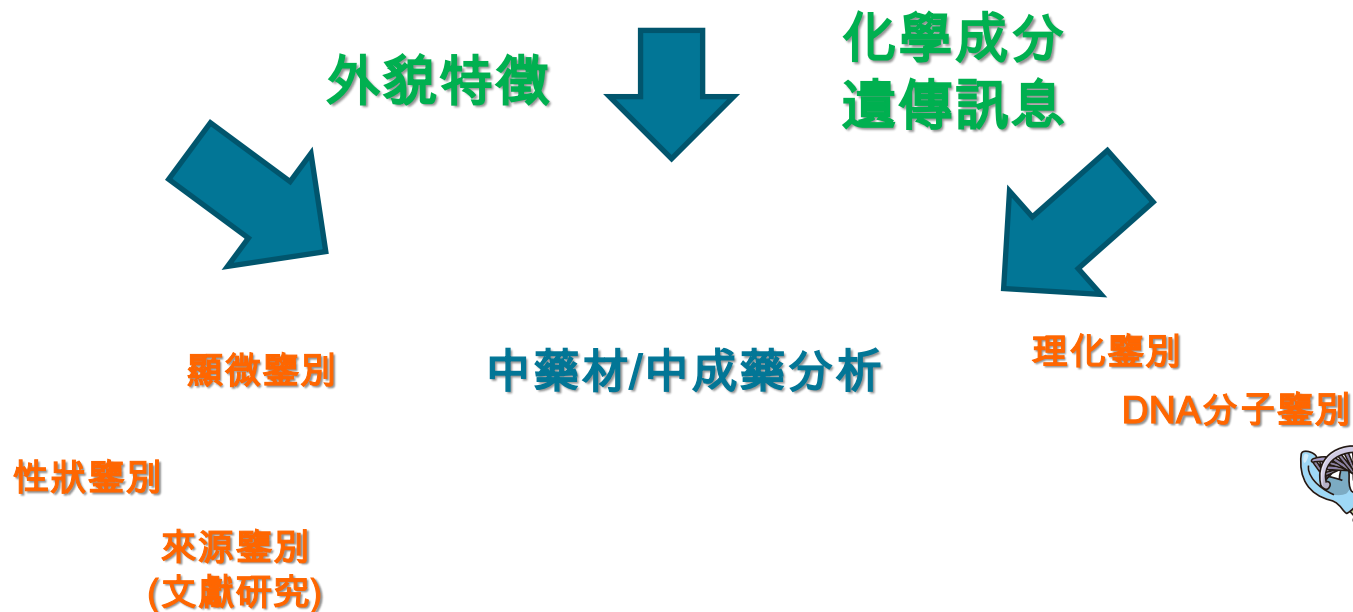 外貌特徵
化學成分
遺傳訊息
顯微鑒別
中藥材/中成藥分析
理化鑒別
DNA分子鑒別
性狀鑒別
來源鑒別
(文獻研究)